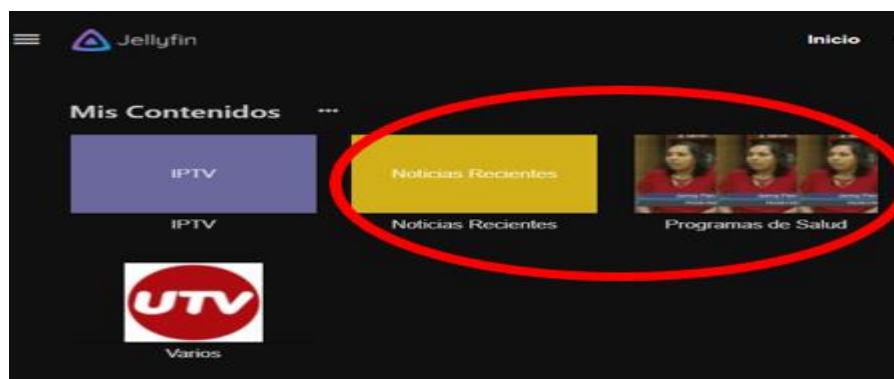 Jellyfin
Inicio
Mis Contenidos ...
IPTV
Noticias Recientes
IPTV
Noticias Recientes
Programas de Salud
UTV
Varios